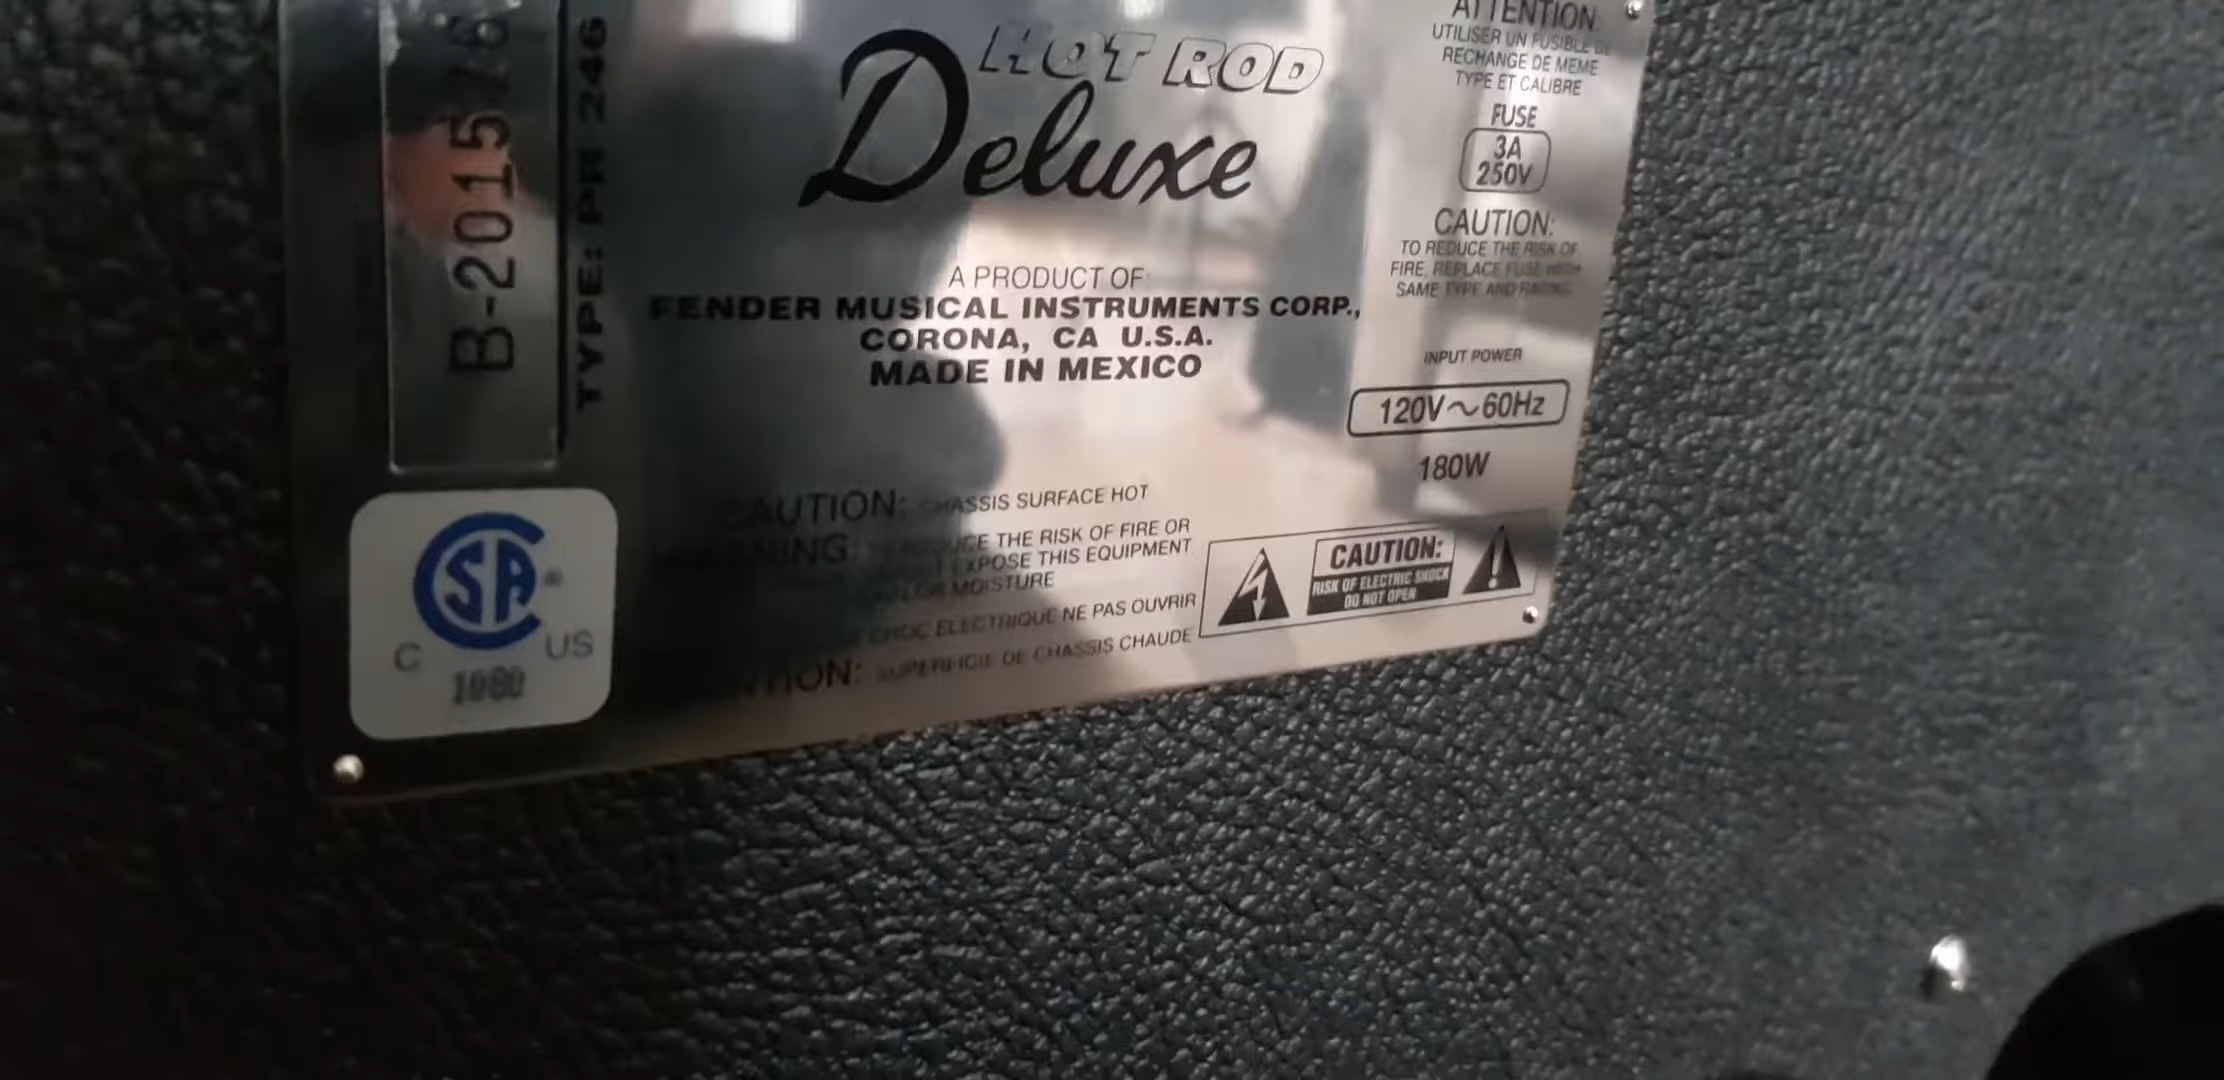 B-201576
TYPE: PR 246
HOT ROD
Deluxe
A PRODUCT OF:
FENDER MUSICAL INSTRUMENTS CORP.,
CORONA, CA U.S.A.
MADE IN MEXICO
ATTENTION:
UTILISER UN FUSIBLE DE
RECHANGE DE MEME
TYPE ET CALIBRE
FUSE
3A
250V
CAUTION:
TO REDUCE THE RISK OF
FIRE, REPLACE FUSE WITH
SAME TYPE AND RATING
INPUT POWER
120V~60Hz
180W
CAUTION: CHASSIS SURFACE HOT
THE RISK OF FIRE OR
EXPOSE THIS EQUIPMENT
MOISTURE
CHOC ELECTRIQUE NE PAS OUVRIR
SUPERFICIE DE CHASSIS CHAUDE
CAUTION:
RISK OF ELECTRIC SHOCK
DO NOT OPEN
CSA ®
C US
1080